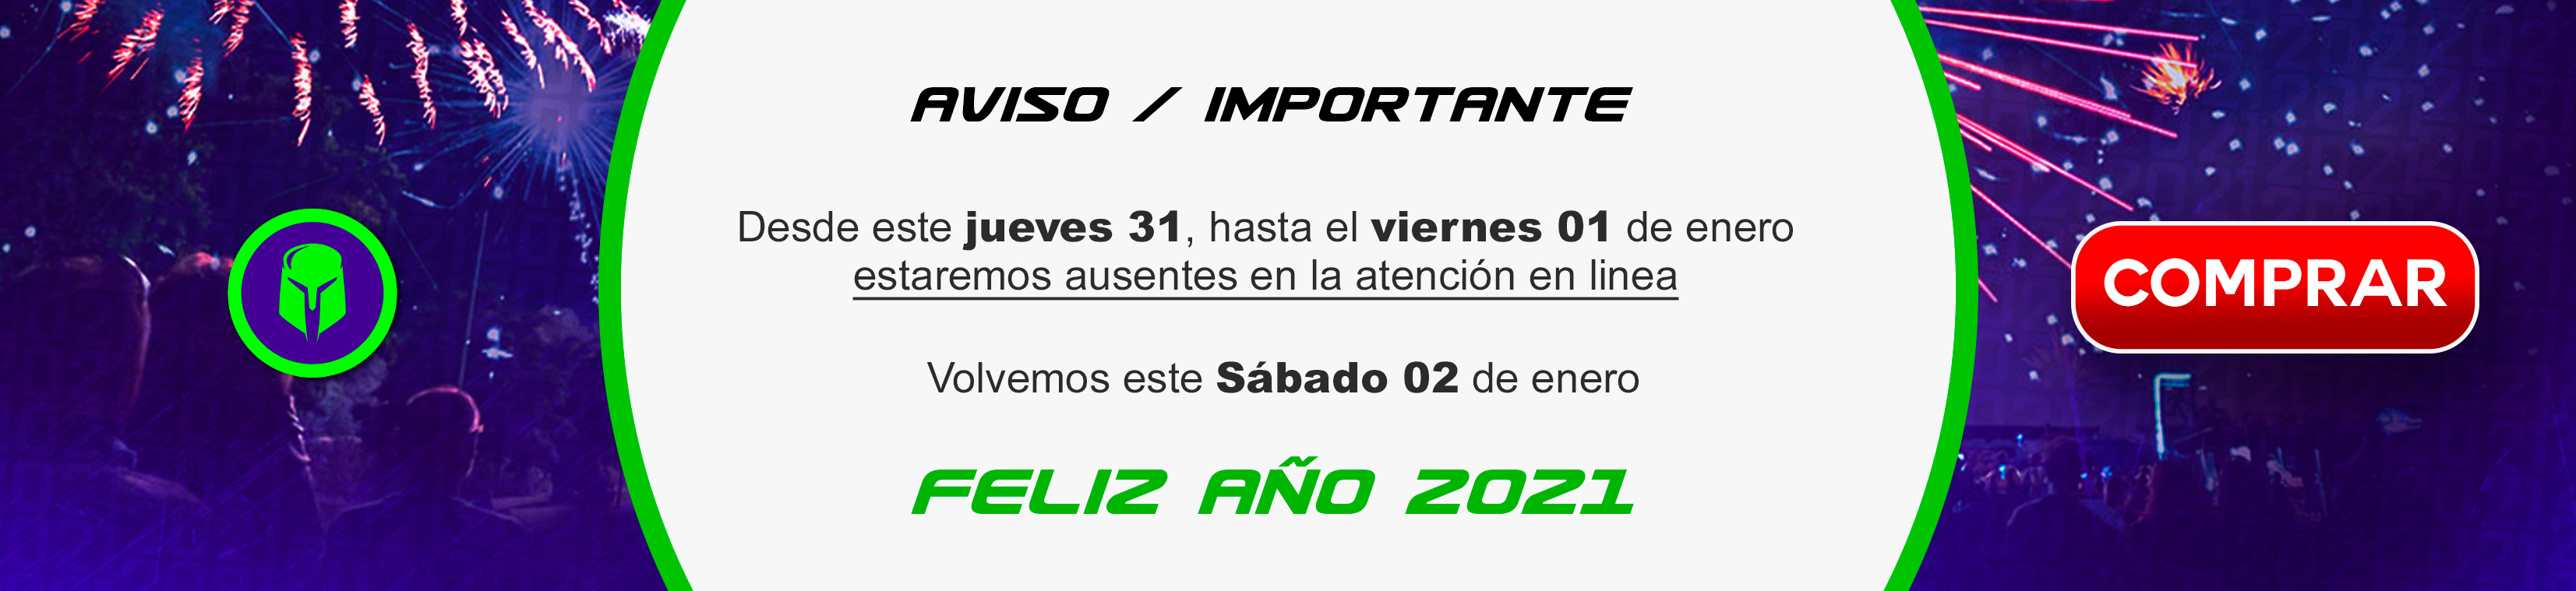 AVISO / IMPORTANTE
Desde este jueves 31, hasta el viernes 01 de enero
estaremos ausentes en la atención en linea
COMPRAR
Volvemos este Sábado 02 de enero
FELIZ AÑO 2021